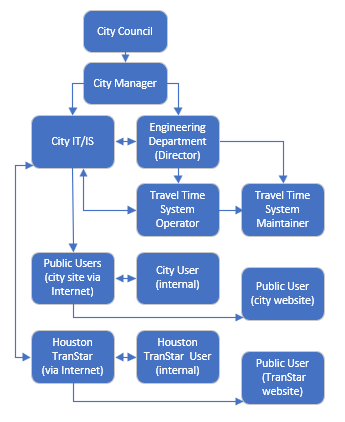 City Council
City Manager
City IT/IS
Engineering
Department
(Director)
Travel Time
System
Operator
Travel Time
System
Maintainer
Public Users
(city site via
Internet)
City User
(internal)
Public User
(city website)
Houston
TranStar
(via Internet)
Houston
TranStar User
(internal)
Public User
(TranStar
website)